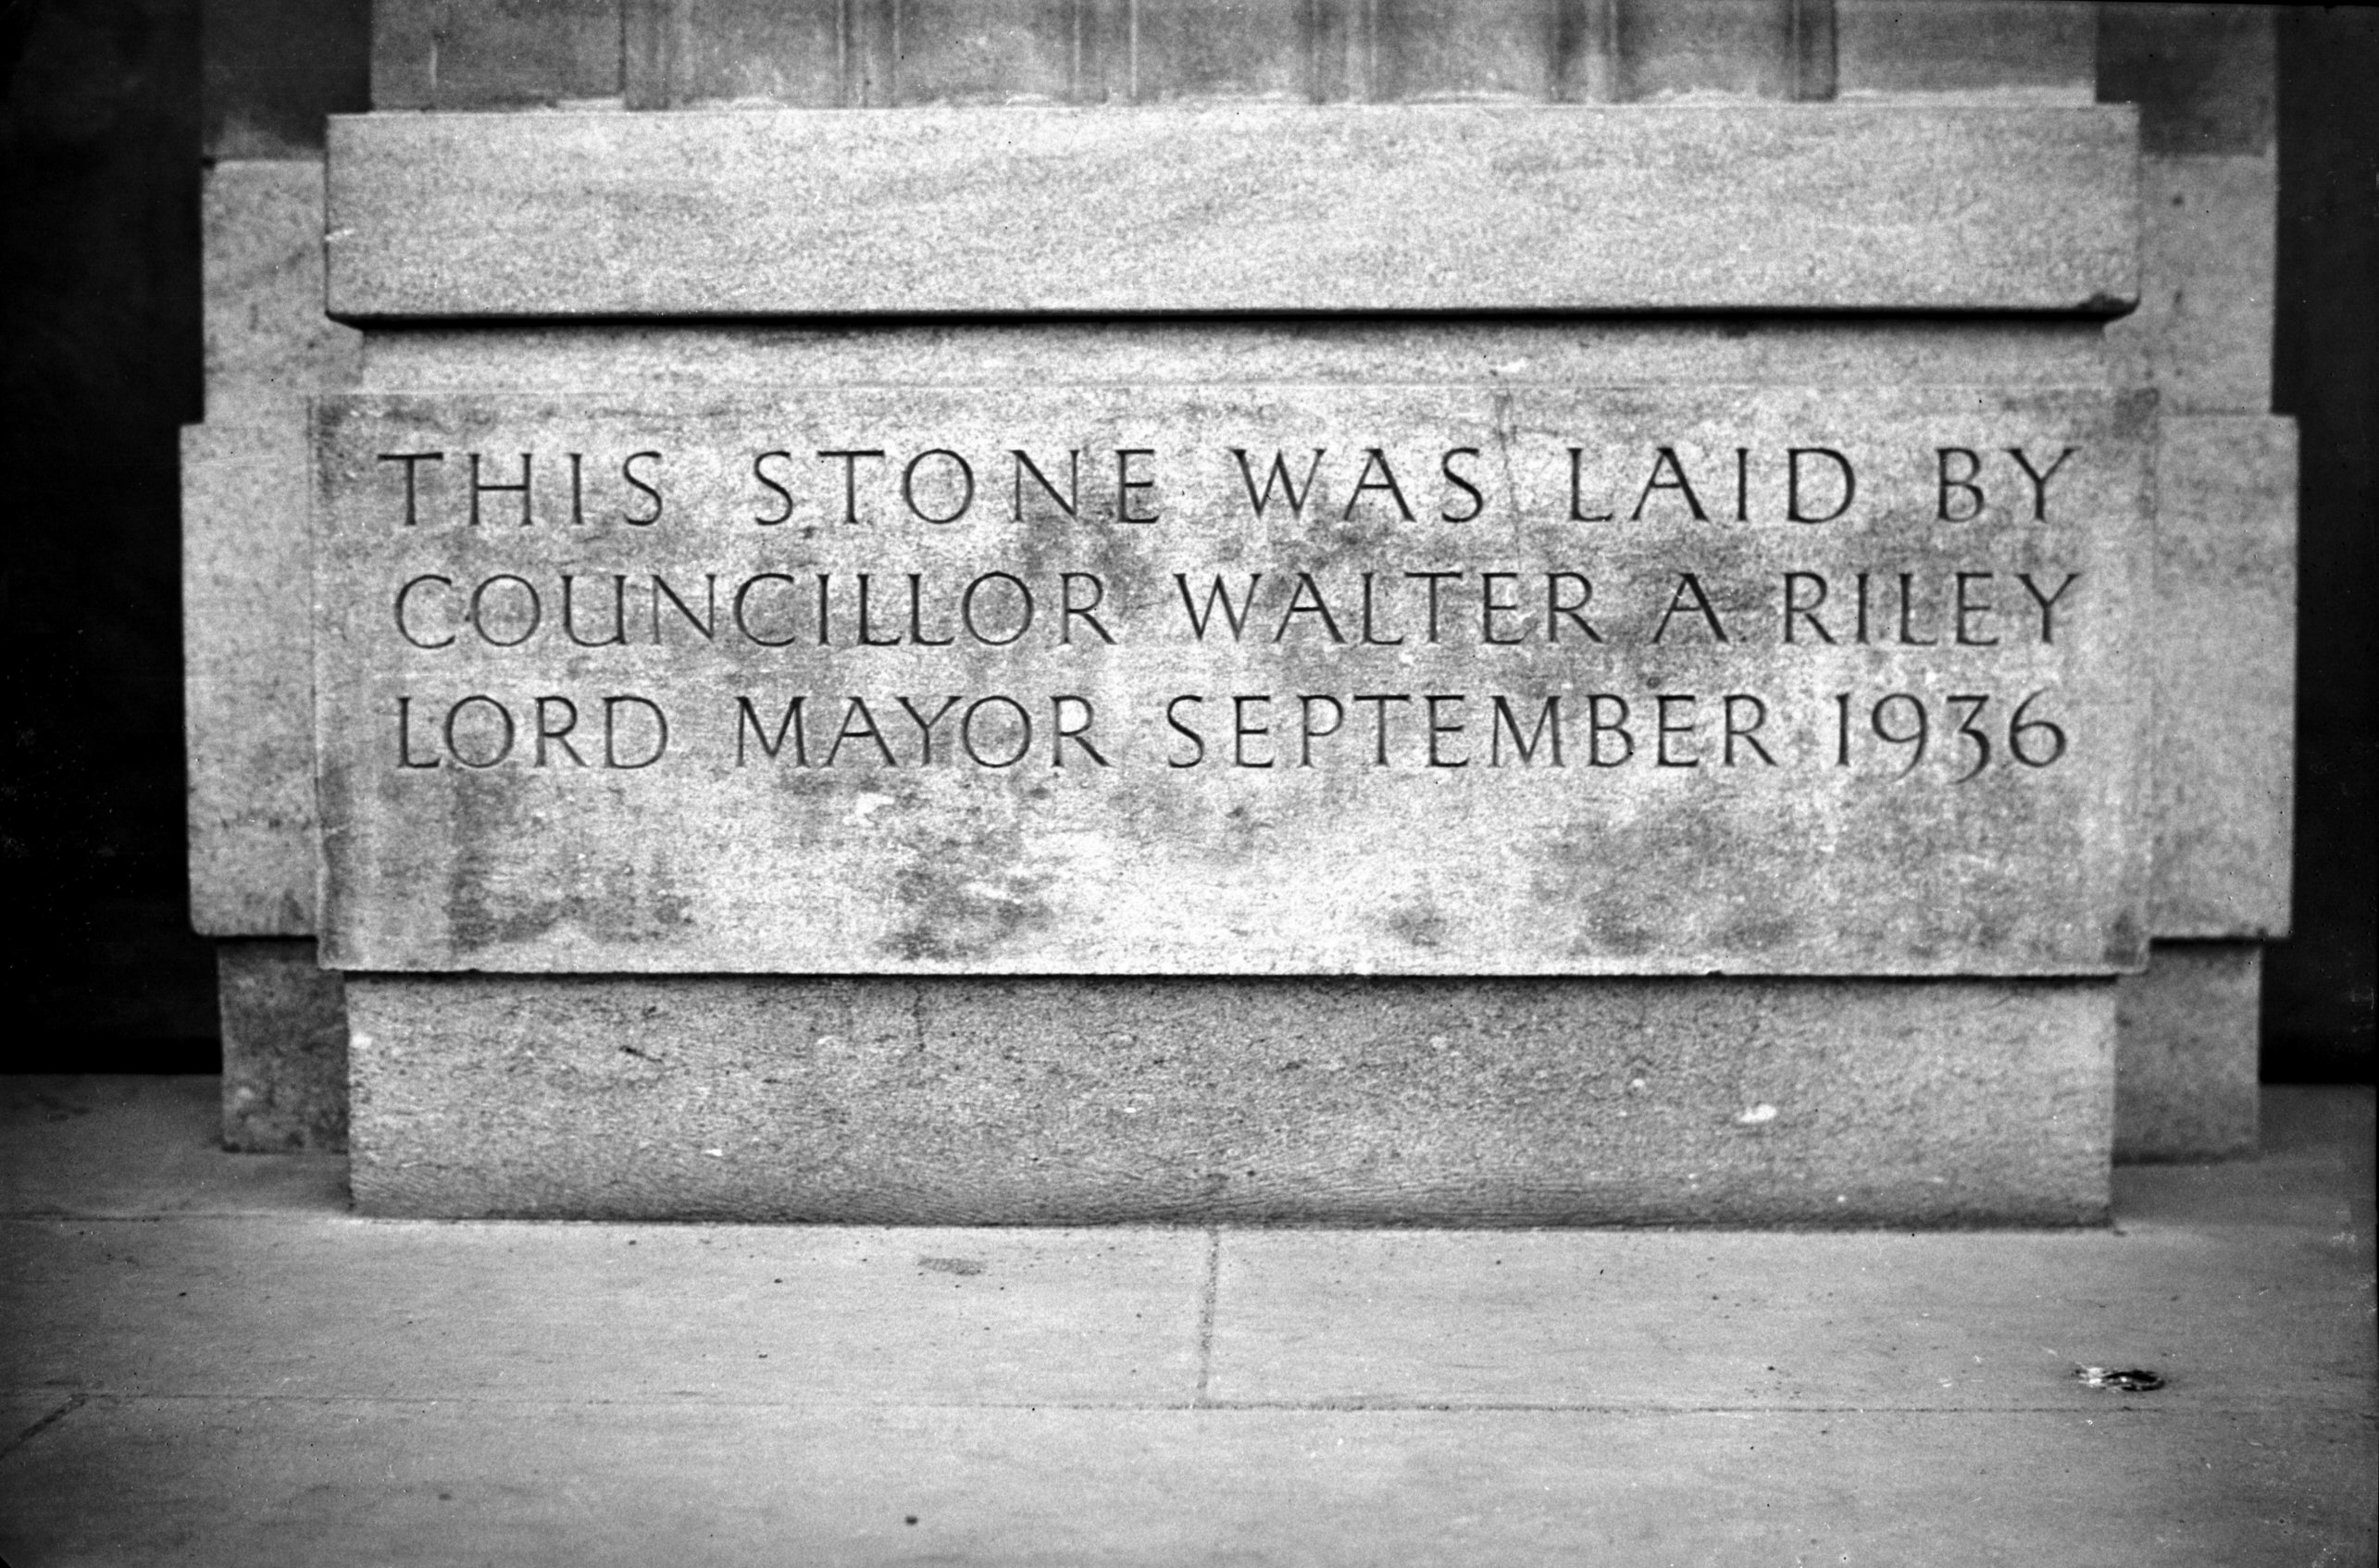 THIS STONE WAS LAID BY
COUNCILLOR WALTER A RILEY
LORD MAYOR SEPTEMBER 1936